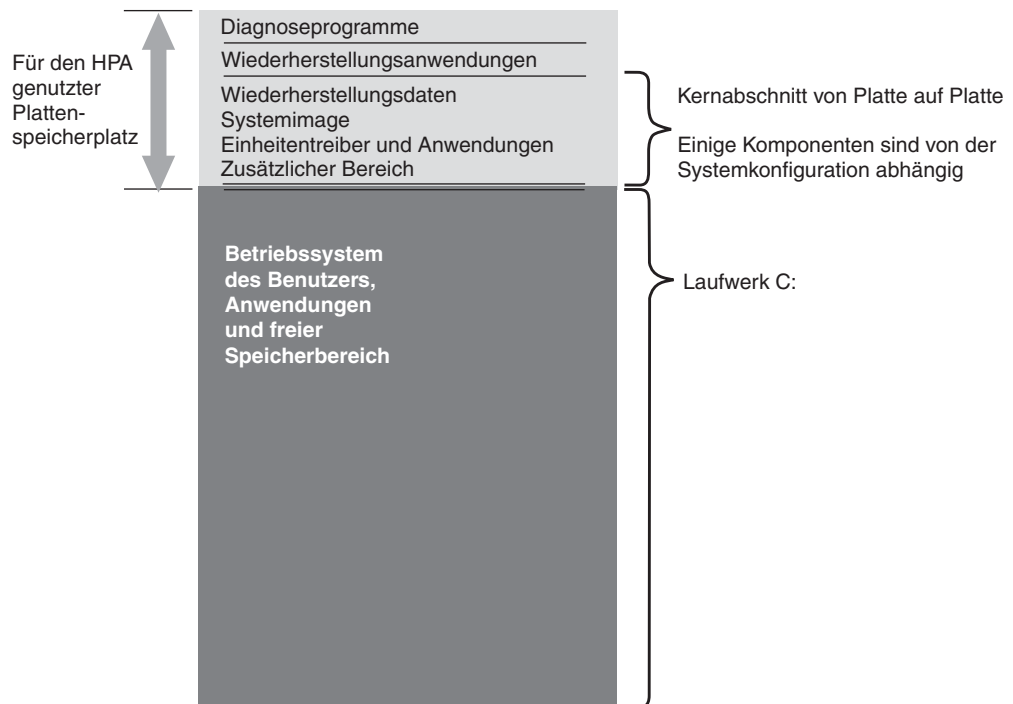 Für den HPA
genutzter
Platten-
speicherplatz
Diagnoseprogramme
Wiederherstellungsanwendungen
Wiederherstellungsdaten
Systemimage
Einheitentreiber und Anwendungen
Zusätzlicher Bereich
Kernabschnitt von Platte auf Platte
Einige Komponenten sind von der
Systemkonfiguration abhängig
Betriebssystem
des Benutzers,
Anwendungen
und freier
Speicherbereich
Laufwerk C: